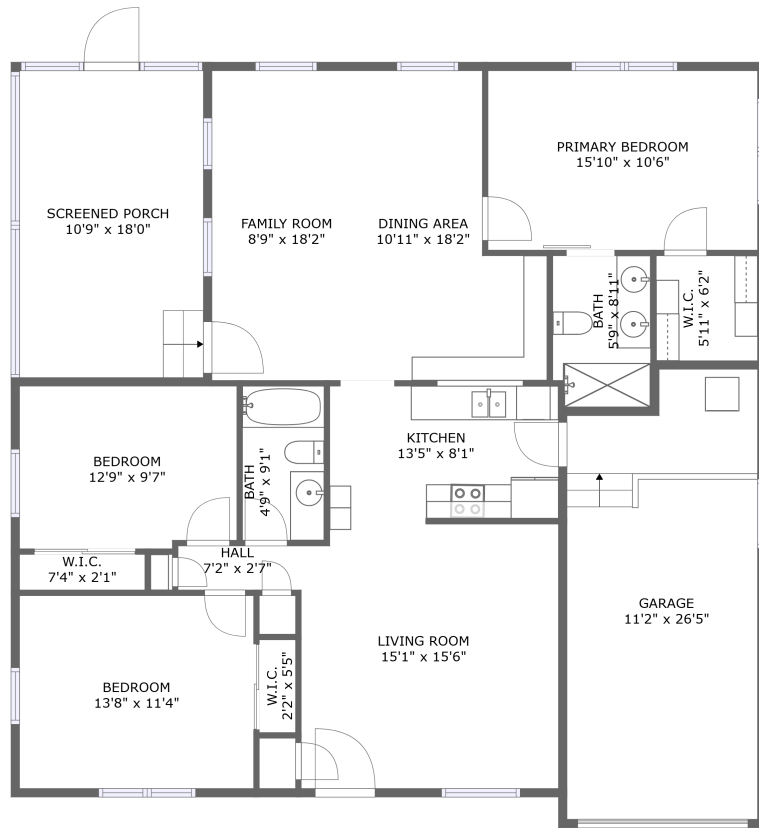 PRIMARY BEDROOM
15'10" x 10'6"
SCREENED PORCH
10'9" x 18'0"
FAMILY ROOM
8'9" x 18'2"
DINING AREA
10'11" x 18'2"
BATH
5'9" x 8'11"
W.I.C.
5'11" x 6'2"
KITCHEN
13'5" x 8'1"
BEDROOM
12'9" x 9'7"
BATH
4'9" x 9'1"
HALL
7'2" x 2'7"
W.I.C.
7'4" x 2'1"
GARAGE
11'2" x 26'5"
LIVING ROOM
15'1" x 15'6"
W.I.C.
2'2" x 5'5"
BEDROOM
13'8" x 11'4"